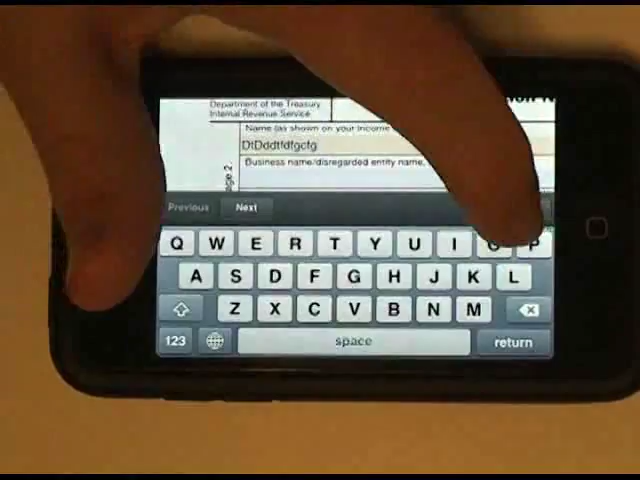 Department of the Treasury
Internal Revenue Service
Name (as shown on your income
DtDddtfdfgcfg
Business name/disregarded entity name,
Previous Next
Q W E R T Y U I O P
A S D F G H J K L
Z X C V B N M
123 space return